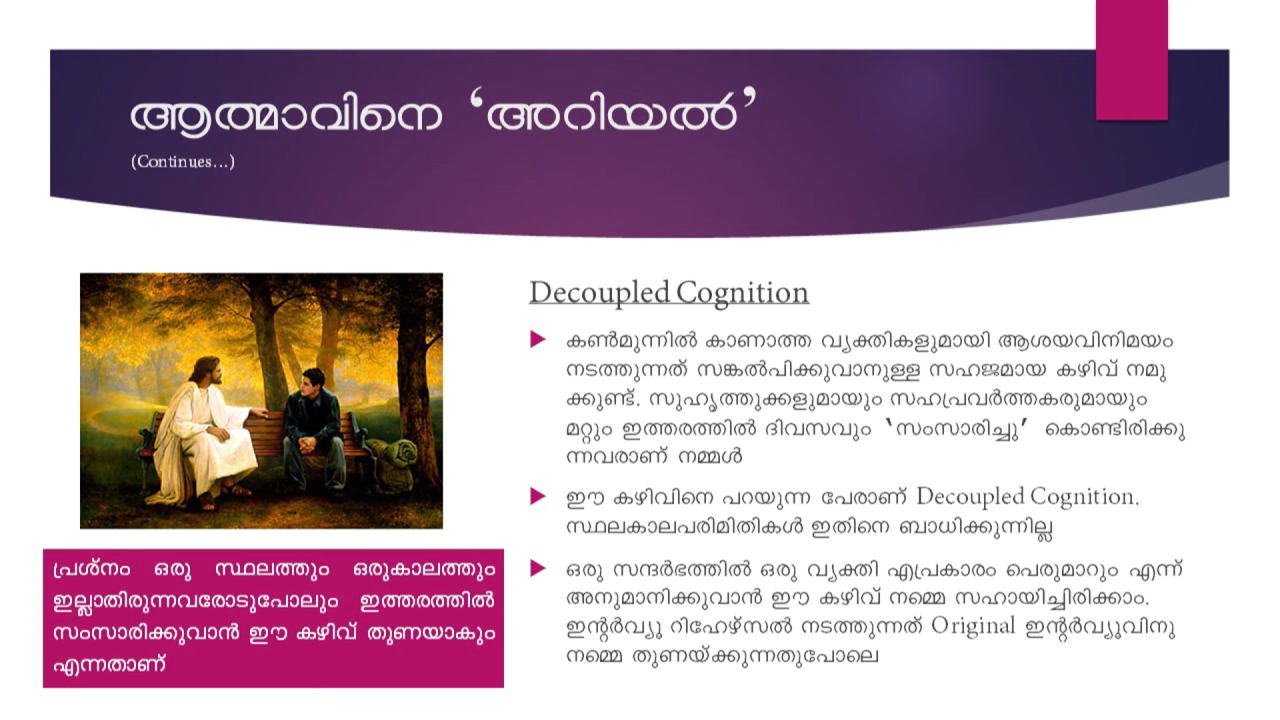 ആത്മാവിനെ ‘അറിയൽ’
(Continues...)
Decoupled Cognition
കൺമുന്നിൽ കാണാത്ത വ്യക്തികളുമായി ആശയവിനിമയം
നടത്തുന്നത് സങ്കൽപിക്കുവാനുള്ള സഹജമായ കഴിവ് നമു
ക്കുണ്ട്. സുഹൃത്തുക്കളുമായും സഹപ്രവർത്തകരുമായും
മറ്റും ഇത്തരത്തിൽ ദിവസവും ‘സംസാരിച്ചു’ കൊണ്ടിരിക്കു
ന്നവരാണ് നമ്മൾ
ഈ കഴിവിനെ പറയുന്ന പേരാണ് Decoupled Cognition.
സ്ഥലകാലപരിമിതികൾ ഇതിനെ ബാധിക്കുന്നില്ല
ഒരു സന്ദർഭത്തിൽ ഒരു വ്യക്തി എപ്രകാരം പെരുമാറും എന്ന്
അനുമാനിക്കുവാൻ ഈ കഴിവ് നമ്മെ സഹായിച്ചിരിക്കാം.
ഇന്റർവ്യൂ റിഹേഴ്സൽ നടത്തുന്നത് Original ഇന്റർവ്യൂവിനു
നമ്മെ തുണയ്ക്കുന്നതുപോലെ
പ്രശ്നം ഒരു സ്ഥലത്തും ഒരുകാലത്തും
ഇല്ലാതിരുന്നവരോടുപോലും ഇത്തരത്തിൽ
സംസാരിക്കുവാൻ ഈ കഴിവ് തുണയാകും
എന്നതാണ്